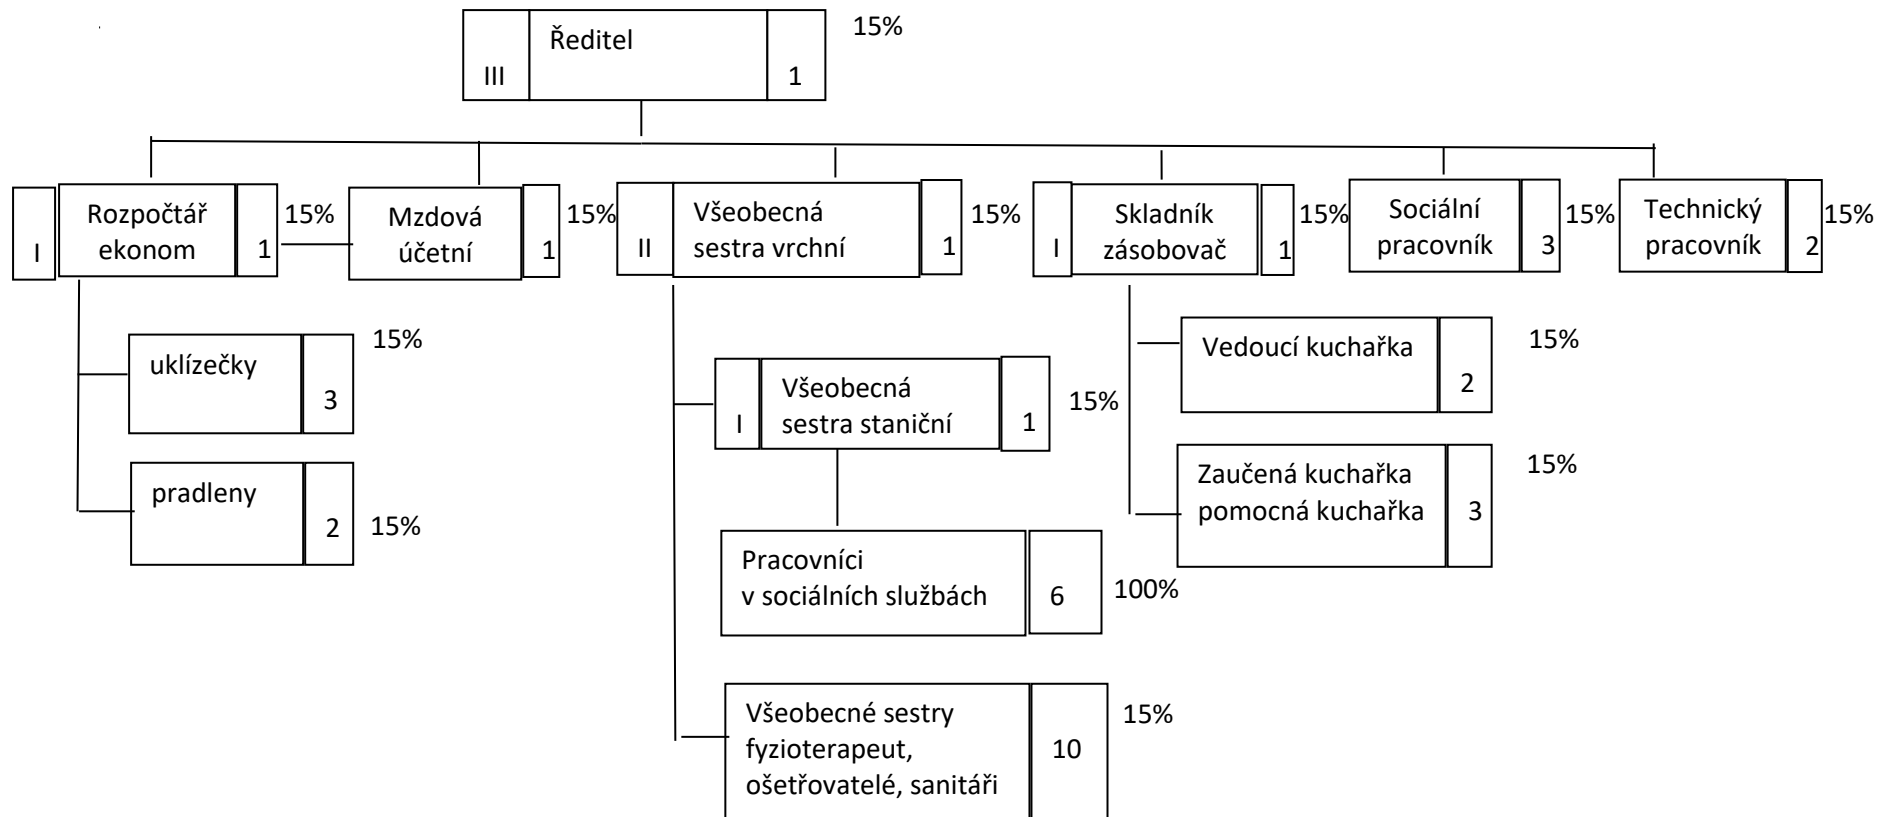 Ředitel
III
1
15%
I
Rozpočtář
ekonom
1
15%
Mzdová
účetní
1
15%
II
Všeobecná
sestra vrchní
1
15%
I
Skladník
zásobovač
1
15%
Sociální
pracovník
3
15%
Technický
pracovník
2
15%
uklízečky
3
15%
pradleny
2
15%
I
Všeobecná
sestra staniční
1
15%
Pracovníci
v sociálních službách
6
100%
Všeobecné sestry
fyzioterapeut,
ošetřovatelé, sanitáři
10
15%
Vedoucí kuchařka
2
15%
Zaučená kuchařka
pomocná kuchařka
3
15%